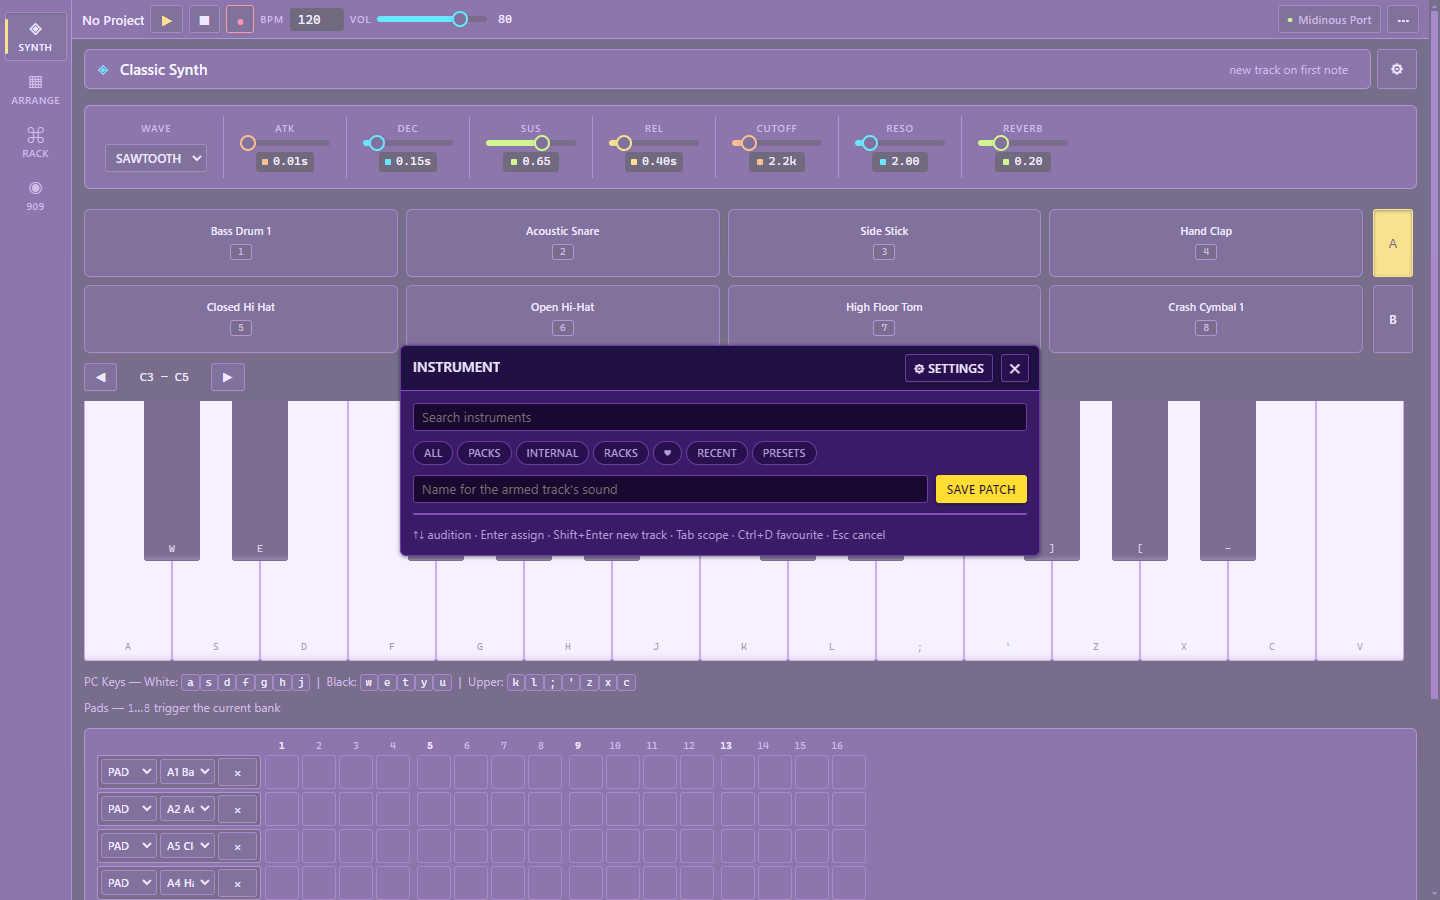 No Project BPM 120 VOL 80 Midinous Port ...
SYNTH
ARRANGE
RACK
909
Classic Synth new track on first note
WAVE ATK DEC SUS REL CUTOFF RESO REVERB
SAWTOOTH 0.01s 0.15s 0.65 0.40s 2.2k 2.00 0.20
Bass Drum 1 Acoustic Snare Side Stick Hand Clap A
1 2 3 4
Closed Hi Hat Open Hi-Hat High Floor Tom Crash Cymbal 1 B
5 6 7 8
◀ C3 – C5 ▶
INSTRUMENT ⚙ SETTINGS ✕
Search instruments
ALL PACKS INTERNAL RACKS ♥ RECENT PRESETS
Name for the armed track's sound SAVE PATCH
↑↓ audition · Enter assign · Shift+Enter new track · Tab scope · Ctrl+D favourite · Esc cancel
W E ] [ –
A S D F G H J K L ; ' Z X C V
PC Keys — White: a s d f g h j | Black: w e t y u | Upper: k l ; ' z x c
Pads — 1…8 trigger the current bank
1 2 3 4 5 6 7 8 9 10 11 12 13 14 15 16
PAD A1 Ba ×
PAD A2 Ac ×
PAD A5 Cl ×
PAD A4 Ha ×